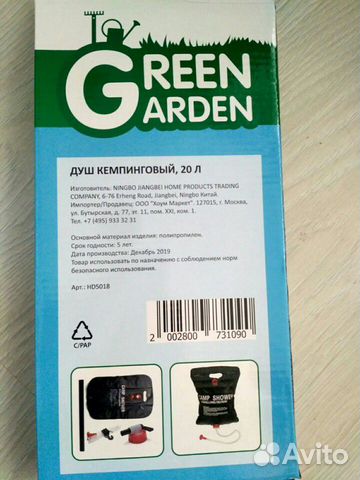 GREEN
GARDEN
ДУШ КЕМПИНГОВЫЙ, 20 Л
Изготовитель: NINGBO JIANGBEI HOME PRODUCTS TRADING
COMPANY, 6-76 Erheng Road, Jiangbei, Ningbo Китай.
Импортер/Продавец: ООО "Хоум Маркет". 127015, г. Москва,
ул. Бутырская, д. 77, эт. 11, пом. XXI, ком. 1.
Тел. +7 (495) 933 32 31
Основной материал изделия: полипропилен.
Срок годности: 5 лет.
Дата производства: Декабрь 2019
Товар использовать по назначению с соблюдением норм
безопасного использования.
Арт.: HD5018
2 002800 731090
C/PAP
CAMP SHOWER
CAMP SHOWER
Avito